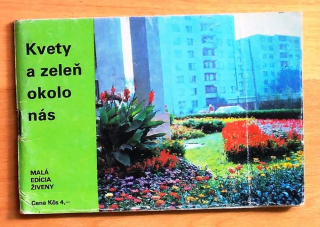 Kvety
a zeleň
okolo
nás
MALÁ
EDÍCIA
ŽIVENY
Cena Kčs 4,–